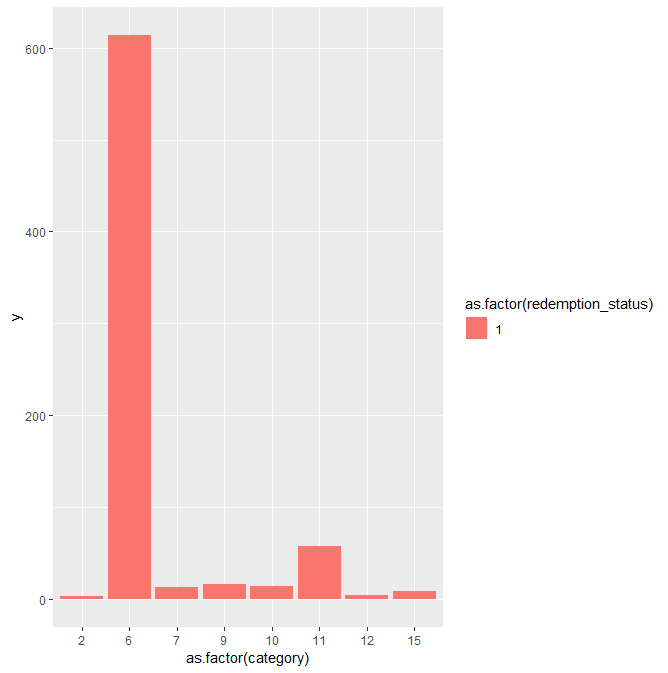 600
400
200
0
y
2 6 7 9 10 11 12 15
as.factor(category)
as.factor(redemption_status)
1